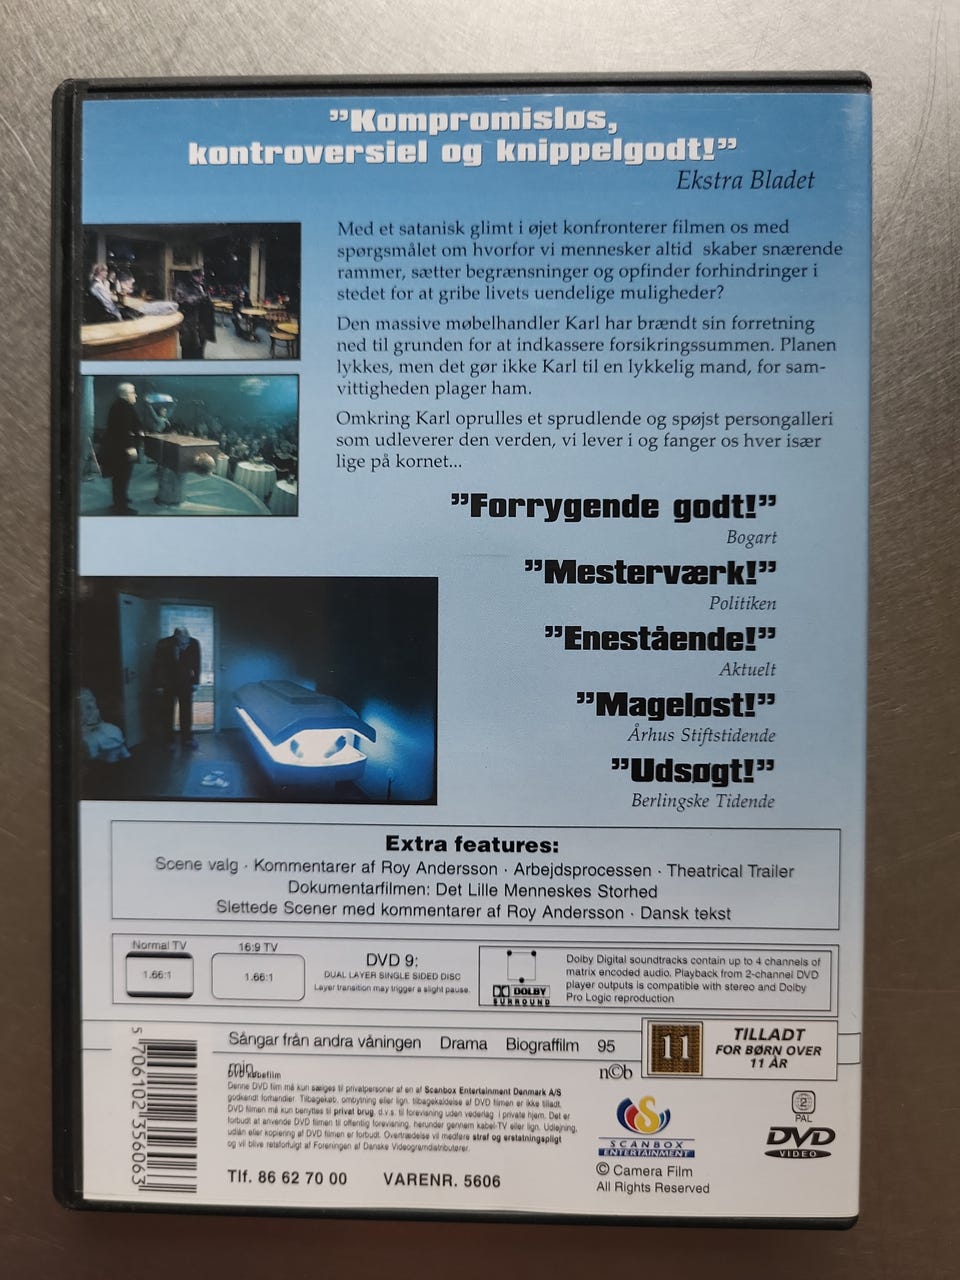 ”Kompromisløs,
kontroversiel og knippelgodt!”
Ekstra Bladet
Med et satanisk glimt i øjet konfronterer filmen os med
spørgsmålet om hvorfor vi mennesker altid skaber snærende
rammer, sætter begrænsninger og opfinder forhindringer i
stedet for at gribe livets uendelige muligheder?
Den massive møbelhandler Karl har brændt sin forretning
ned til grunden for at indkassere forsikringssummen. Planen
lykkes, men det gør ikke Karl til en lykkelig mand, for sam-
vittigheden plager ham.
Omkring Karl oprulles et sprudlende og spøjst persongalleri
som udleverer den verden, vi lever i og fanger os hver især
lige på kornet...
”Forrygende godt!”
Bogart
”Mesterværk!”
Politiken
”Enestående!”
Aktuelt
”Mageløst!”
Århus Stiftstidende
”Udsøgt!”
Berlingske Tidende
Extra features:
Scene valg · Kommentarer af Roy Andersson · Arbejdsprocessen · Theatrical Trailer
Dokumentarfilmen: Det Lille Menneskes Storhed
Slettede Scener med kommentarer af Roy Andersson · Dansk tekst
Normal TV
1.66:1
16:9 TV
1.66:1
DVD 9:
DUAL LAYER SINGLE SIDED DISC
Layer transition may trigger a slight pause.
DOLBY
SURROUND
Dolby Digital soundtracks contain up to 4 channels of
matrix encoded audio. Playback from 2-channel DVD
player outputs is compatible with stereo and Dolby
Pro Logic reproduction
Sångar från andra våningen Drama Biograffilm 95
min.
11
TILLADT
FOR BØRN OVER
11 ÅR
n©b
DVD købefilm
Denne DVD film må kun sælges til privatpersoner af en af Scanbox Entertainment Danmark A/S
godkendt forhandler. Tilbagekøb, ombytning eller lign. tilbagekaldelse af DVD filmen er ikke tilladt.
DVD filmen må kun benyttes til privat brug, d.v.s. til forevisning uden vederlag i private hjem. Det er
forbudt at anvende DVD filmen til offentlig forevisning, herunder gennem kabel-TV eller lign. Udlejning,
udlån eller kopiering af DVD filmen er forbudt. Overtrædelse vil medføre straf og erstatningspligt
og vil blive retsforfulgt af Foreningen af Danske Videogramdistributører.
Tlf. 86 62 70 00 VARENR. 5606
SCANBOX
ENTERTAINMENT
© Camera Film
All Rights Reserved
2
PAL
DVD
VIDEO
5 706102 356063